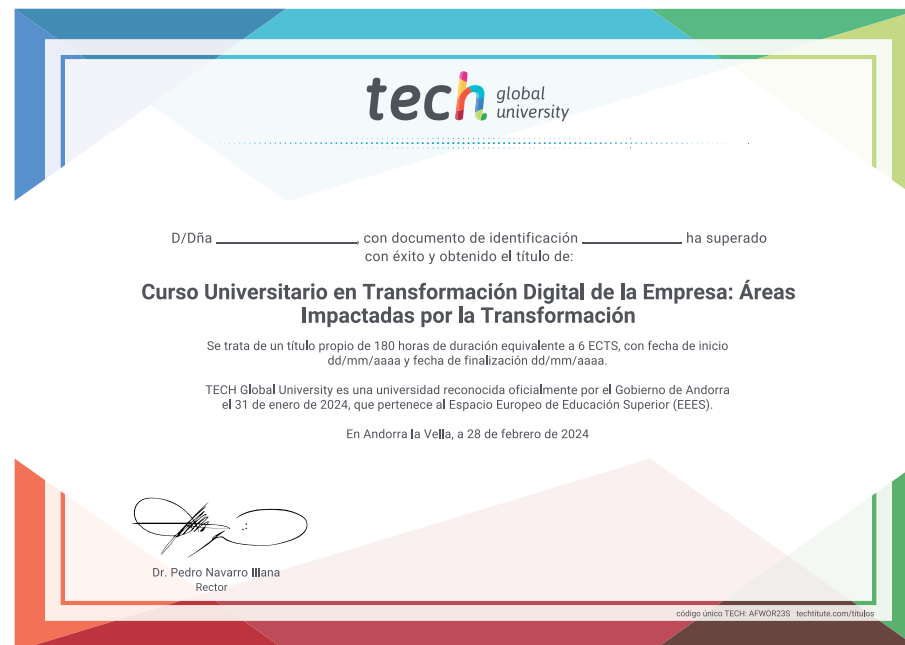 tech global university
D/Dña ____________________, con documento de identificación ______________ ha superado
con éxito y obtenido el título de:
Curso Universitario en Transformación Digital de la Empresa: Áreas
Impactadas por la Transformación
Se trata de un título propio de 180 horas de duración equivalente a 6 ECTS, con fecha de inicio
dd/mm/aaaa y fecha de finalización dd/mm/aaaa.
TECH Global University es una universidad reconocida oficialmente por el Gobierno de Andorra
el 31 de enero de 2024, que pertenece al Espacio Europeo de Educación Superior (EEES).
En Andorra la Vella, a 28 de febrero de 2024
Dr. Pedro Navarro Illana
Rector
código único TECH: AFWOR23S techtitute.com/titulos